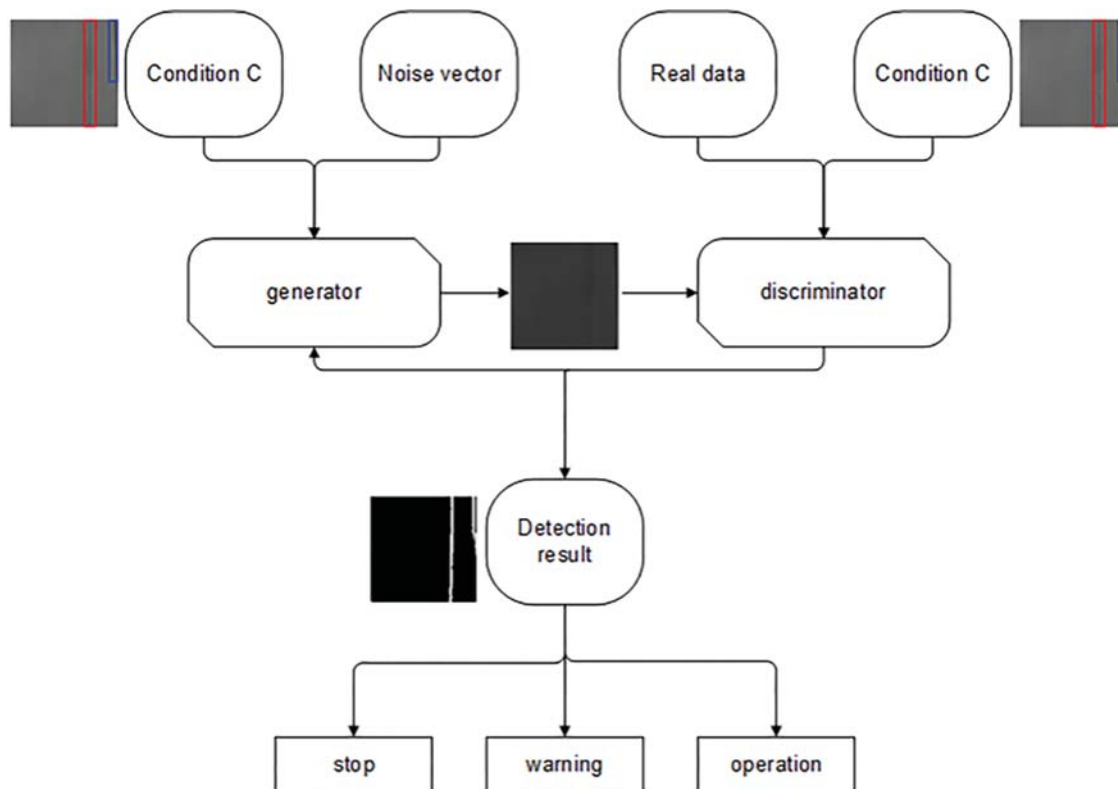 Condition C
Noise vector
Real data
Condition C
generator
discriminator
Detection
result
stop
warning
operation